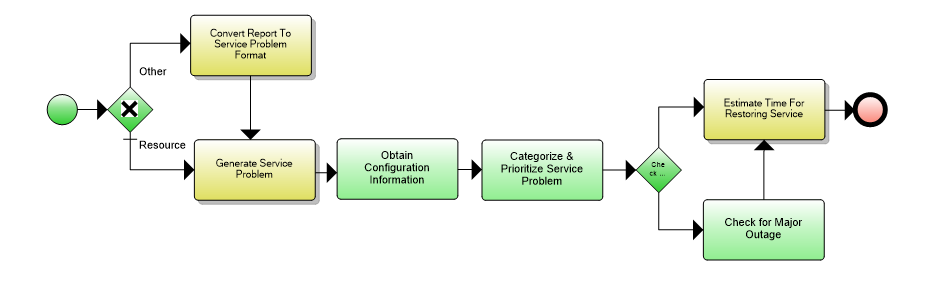 Convert Report To
Service Problem
Format
Other
Resource
Generate Service
Problem
Obtain
Configuration
Information
Categorize &
Prioritize Service
Problem
Che
ck ...
Estimate Time For
Restoring Service
Check for Major
Outage